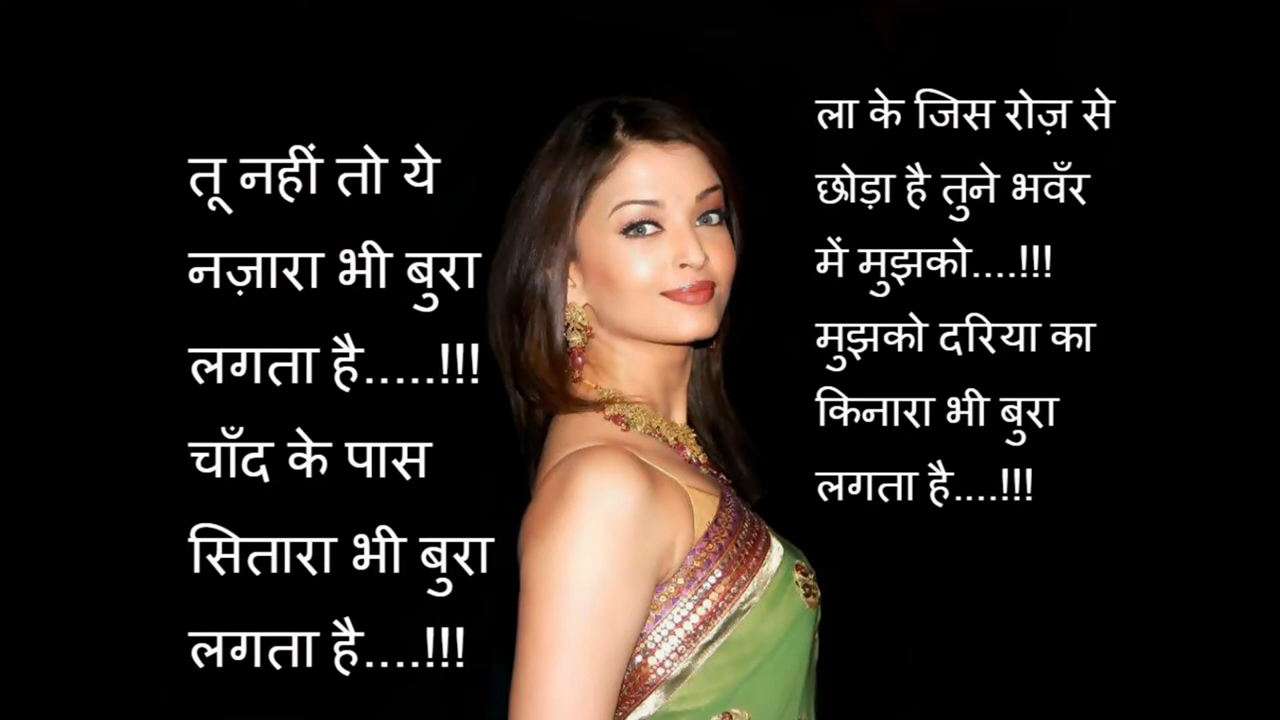 तू नहीं तो ये
नज़ारा भी बुरा
लगता है.....!!!
चाँद के पास
सितारा भी बुरा
लगता है....!!!
ला के जिस रोज़ से
छोड़ा है तुने भवँर
में मुझको....!!!
मुझको दरिया का
किनारा भी बुरा
लगता है....!!!